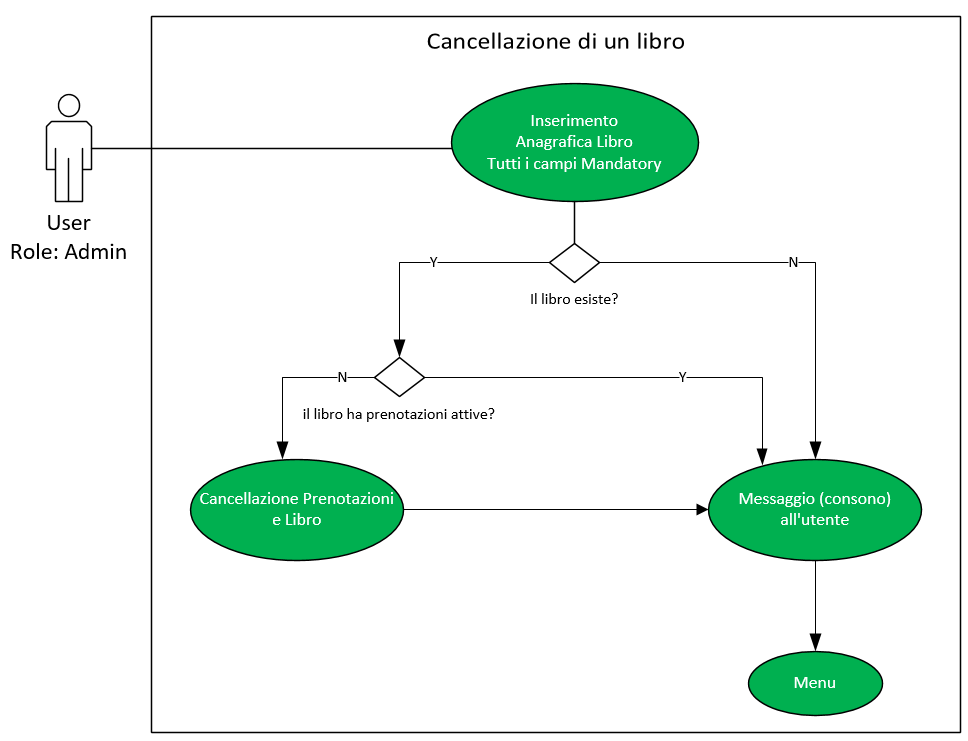 Cancellazione di un libro
Inserimento
Anagrafica Libro
Tutti i campi Mandatory
User
Role: Admin
Y
N
Il libro esiste?
N
Y
il libro ha prenotazioni attive?
Cancellazione Prenotazioni
e Libro
Messaggio (consono)
all'utente
Menu